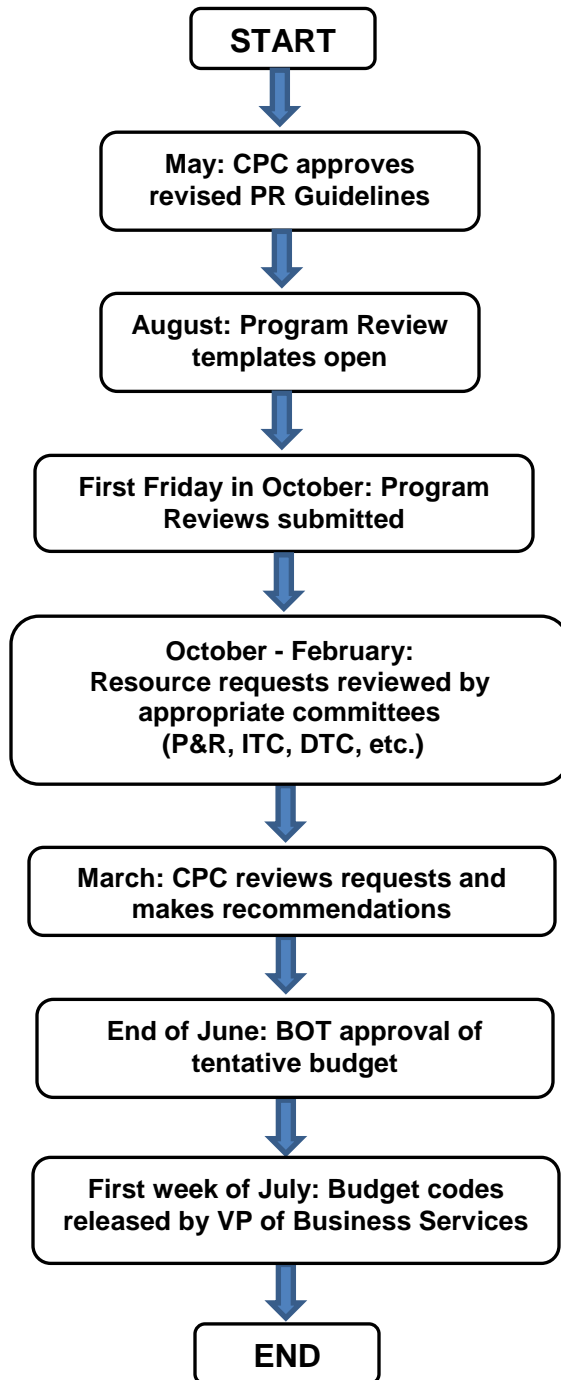 START
May: CPC approves
revised PR Guidelines
August: Program Review
templates open
First Friday in October: Program
Reviews submitted
October - February:
Resource requests reviewed by
appropriate committees
(P&R, ITC, DTC, etc.)
March: CPC reviews requests and
makes recommendations
End of June: BOT approval of
tentative budget
First week of July: Budget codes
released by VP of Business Services
END